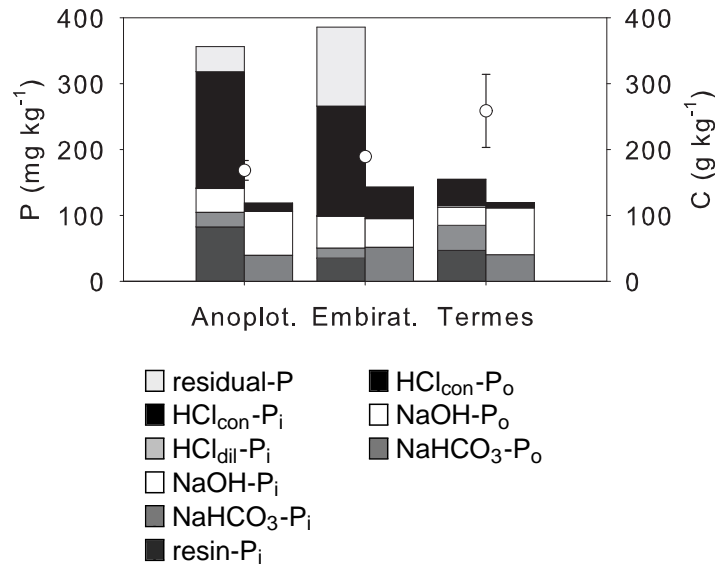 400 400
300 300
200 200
100 100
0 0
P (mg kg⁻¹)
C (g kg⁻¹)
Anoplot. Embirat. Termes
residual-P HClcon-Po
HClcon-Pi NaOH-Po
HCldil-Pi NaHCO₃-Po
NaOH-Pi
NaHCO₃-Pi
resin-Pi